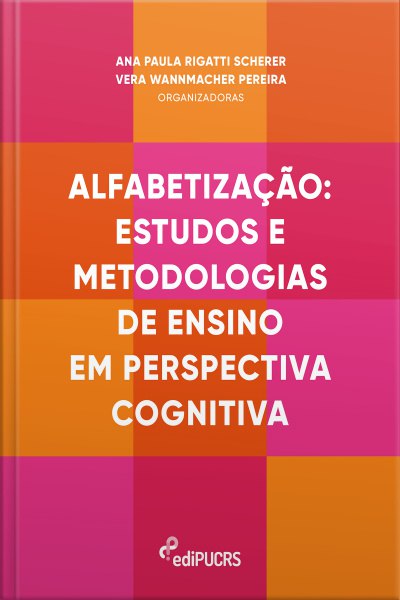 ANA PAULA RIGATTI SCHERER
VERA WANNMACHER PEREIRA
ORGANIZADORAS
ALFABETIZAÇÃO:
ESTUDOS E
METODOLOGIAS
DE ENSINO
EM PERSPECTIVA
COGNITIVA
ediPUCRS